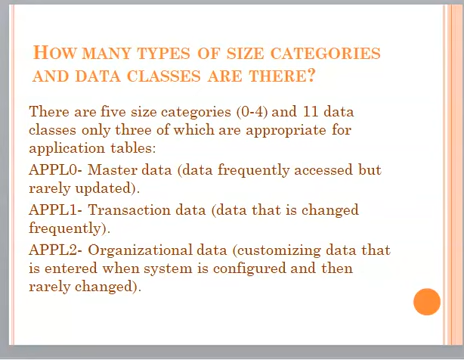 HOW MANY TYPES OF SIZE CATEGORIES
AND DATA CLASSES ARE THERE?
There are five size categories (0-4) and 11 data
classes only three of which are appropriate for
application tables:
APPL0- Master data (data frequently accessed but
rarely updated).
APPL1- Transaction data (data that is changed
frequently).
APPL2- Organizational data (customizing data that
is entered when system is configured and then
rarely changed).